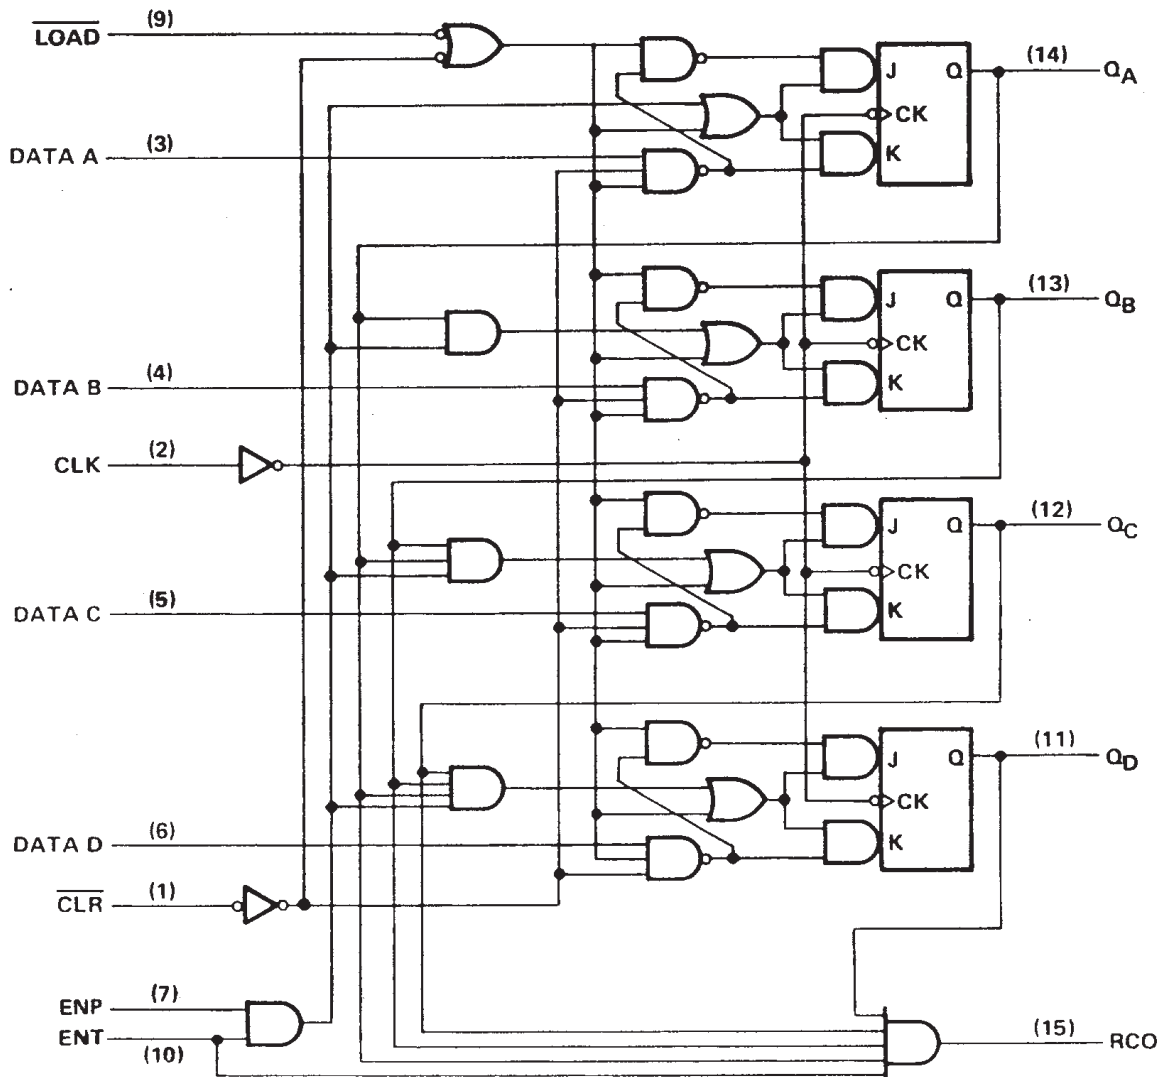 LOAD (9)
J Q (14) QA
CK
DATA A (3)
K
J Q (13) QB
CK
DATA B (4)
K
CLK (2)
J Q (12) QC
CK
DATA C (5)
K
J Q (11) QD
CK
DATA D (6)
K
CLR (1)
ENP (7)
ENT (10)
(15) RCO